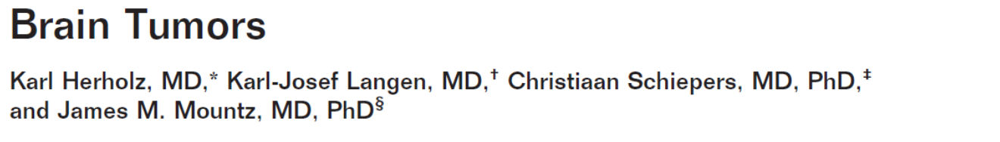 Brain Tumors
Karl Herholz, MD,* Karl-Josef Langen, MD,† Christiaan Schiepers, MD, PhD,‡
and James M. Mountz, MD, PhD§